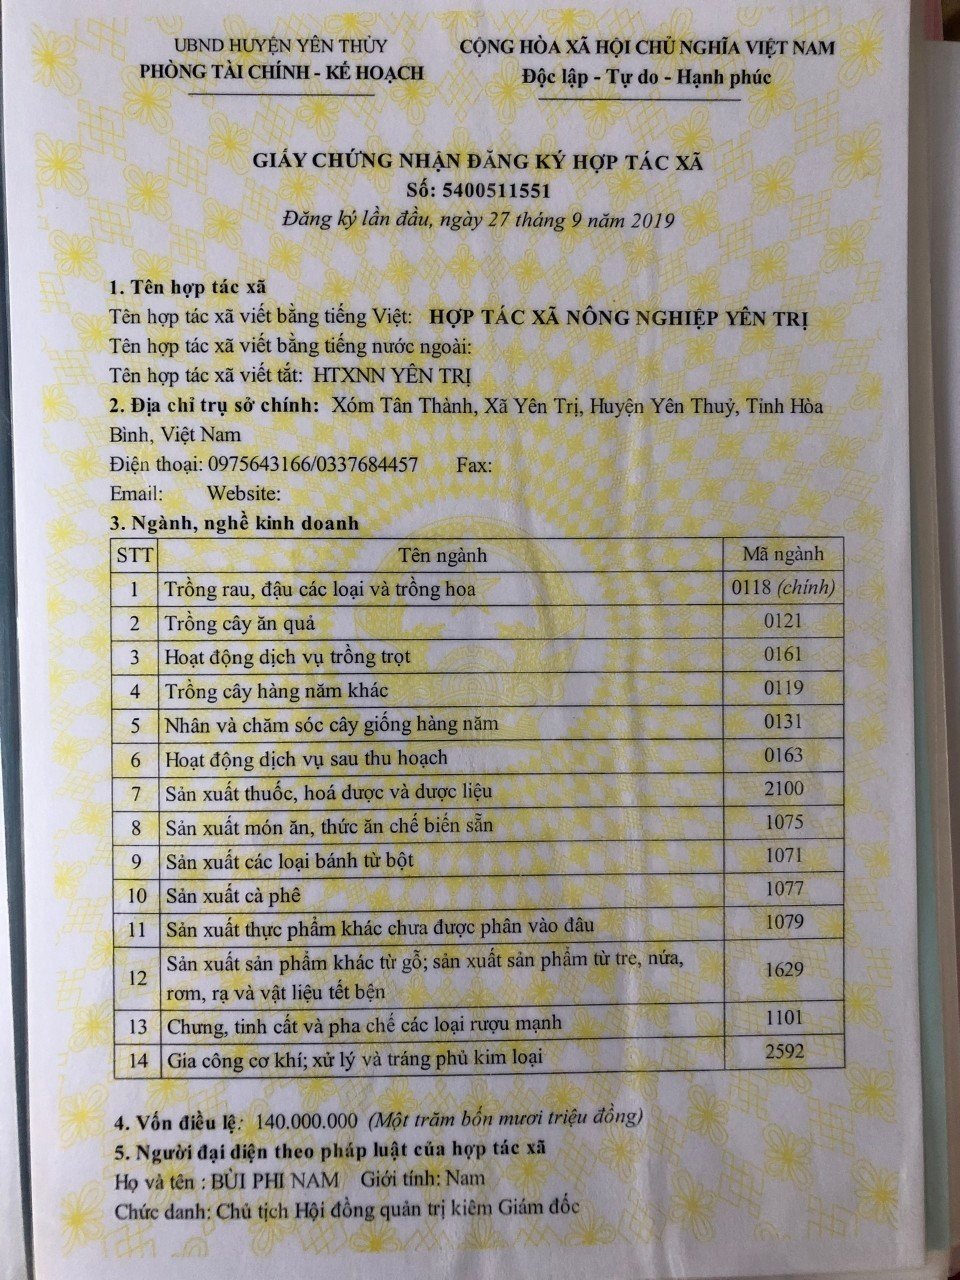 UBND HUYỆN YÊN THỦY
PHÒNG TÀI CHÍNH - KẾ HOẠCH
CỘNG HÒA XÃ HỘI CHỦ NGHĨA VIỆT NAM
Độc lập - Tự do - Hạnh phúc
GIẤY CHỨNG NHẬN ĐĂNG KÝ HỢP TÁC XÃ
Số: 5400511551
Đăng ký lần đầu, ngày 27 tháng 9 năm 2019
1. Tên hợp tác xã
Tên hợp tác xã viết bằng tiếng Việt: HỢP TÁC XÃ NÔNG NGHIỆP YÊN TRỊ
Tên hợp tác xã viết bằng tiếng nước ngoài:
Tên hợp tác xã viết tắt: HTXNN YÊN TRỊ
2. Địa chỉ trụ sở chính: Xóm Tân Thành, Xã Yên Trị, Huyện Yên Thuỷ, Tỉnh Hòa
Bình, Việt Nam
Điện thoại: 0975643166/0337684457 Fax:
Email: Website:
3. Ngành, nghề kinh doanh
STT Tên ngành Mã ngành
1 Trồng rau, đậu các loại và trồng hoa 0118 (chính)
2 Trồng cây ăn quả 0121
3 Hoạt động dịch vụ trồng trọt 0161
4 Trồng cây hàng năm khác 0119
5 Nhân và chăm sóc cây giống hàng năm 0131
6 Hoạt động dịch vụ sau thu hoạch 0163
7 Sản xuất thuốc, hoá dược và dược liệu 2100
8 Sản xuất món ăn, thức ăn chế biến sẵn 1075
9 Sản xuất các loại bánh từ bột 1071
10 Sản xuất cà phê 1077
11 Sản xuất thực phẩm khác chưa được phân vào đâu 1079
12 Sản xuất sản phẩm khác từ gỗ; sản xuất sản phẩm từ tre, nứa,
rơm, rạ và vật liệu tết bện 1629
13 Chưng, tinh cất và pha chế các loại rượu mạnh 1101
14 Gia công cơ khí; xử lý và tráng phủ kim loại 2592
4. Vốn điều lệ: 140.000.000 (Một trăm bốn mươi triệu đồng)
5. Người đại diện theo pháp luật của hợp tác xã
Họ và tên : BÙI PHI NAM Giới tính: Nam
Chức danh: Chủ tịch Hội đồng quản trị kiêm Giám đốc